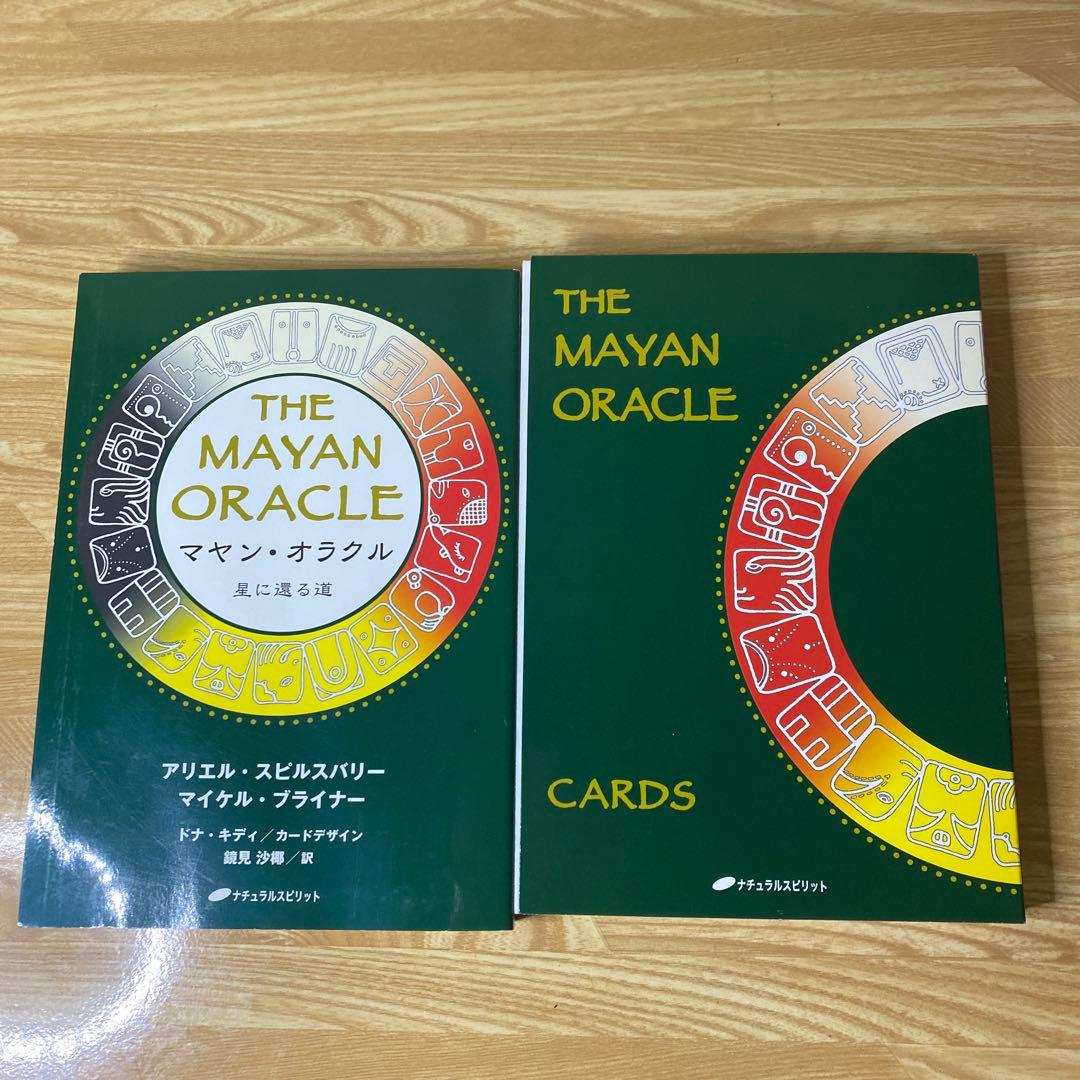 THE
MAYAN
ORACLE
マヤン・オラクル
星に還る道
アリエル・スピルスバリー
マイケル・ブライナー
ドナ・キディ／カードデザイン
鏡見 沙椰／訳
ナチュラルスピリット
THE
MAYAN
ORACLE
CARDS
ナチュラルスピリット